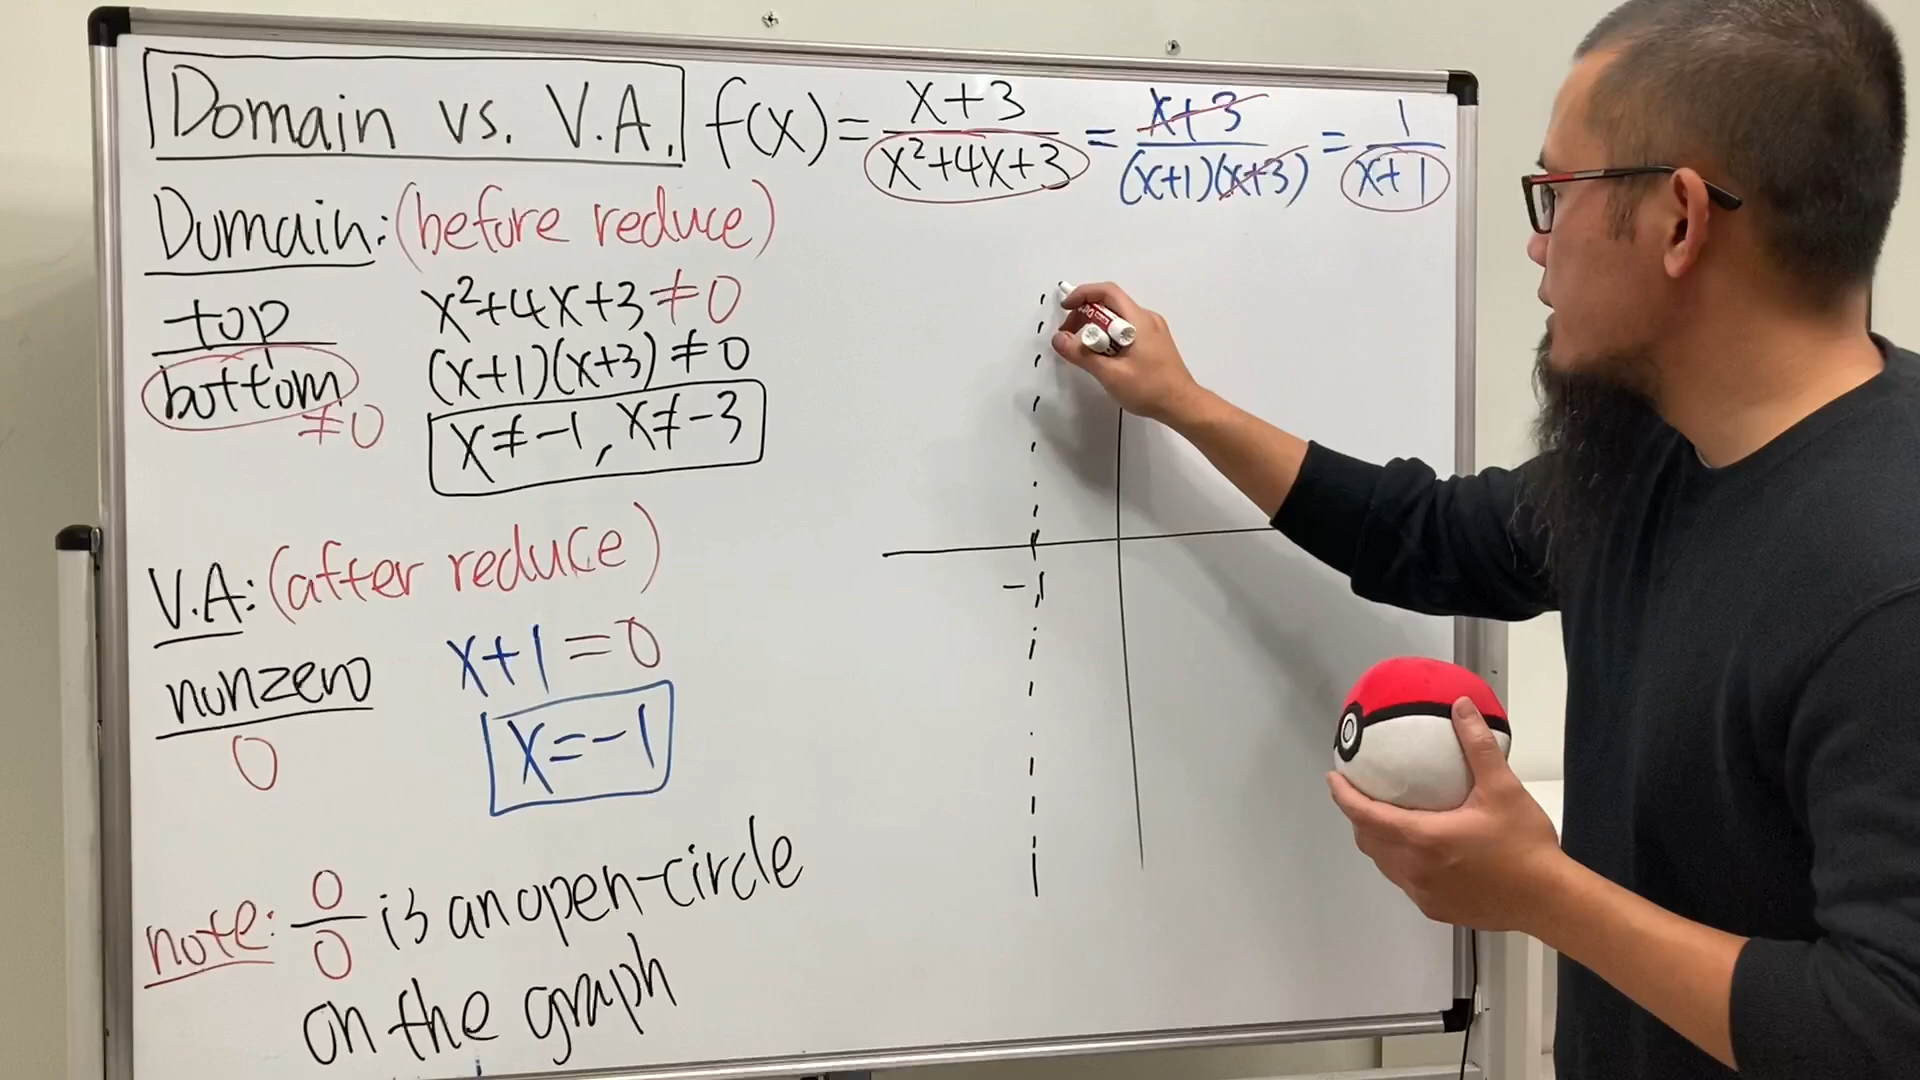 Domain vs. V.A. f(x) = x+3 / x²+4x+3 = x+3 / (x+1)(x+3) = 1 / x+1
Dumain: (before reduce)
top / bottom ≠0
x²+4x+3 ≠ 0
(x+1)(x+3) ≠ 0
x ≠ -1, x ≠ -3
V.A: (after reduce)
nonzero / 0
x+1 = 0
x = -1
note: 0/0 is an open-circle
on the graph
-1